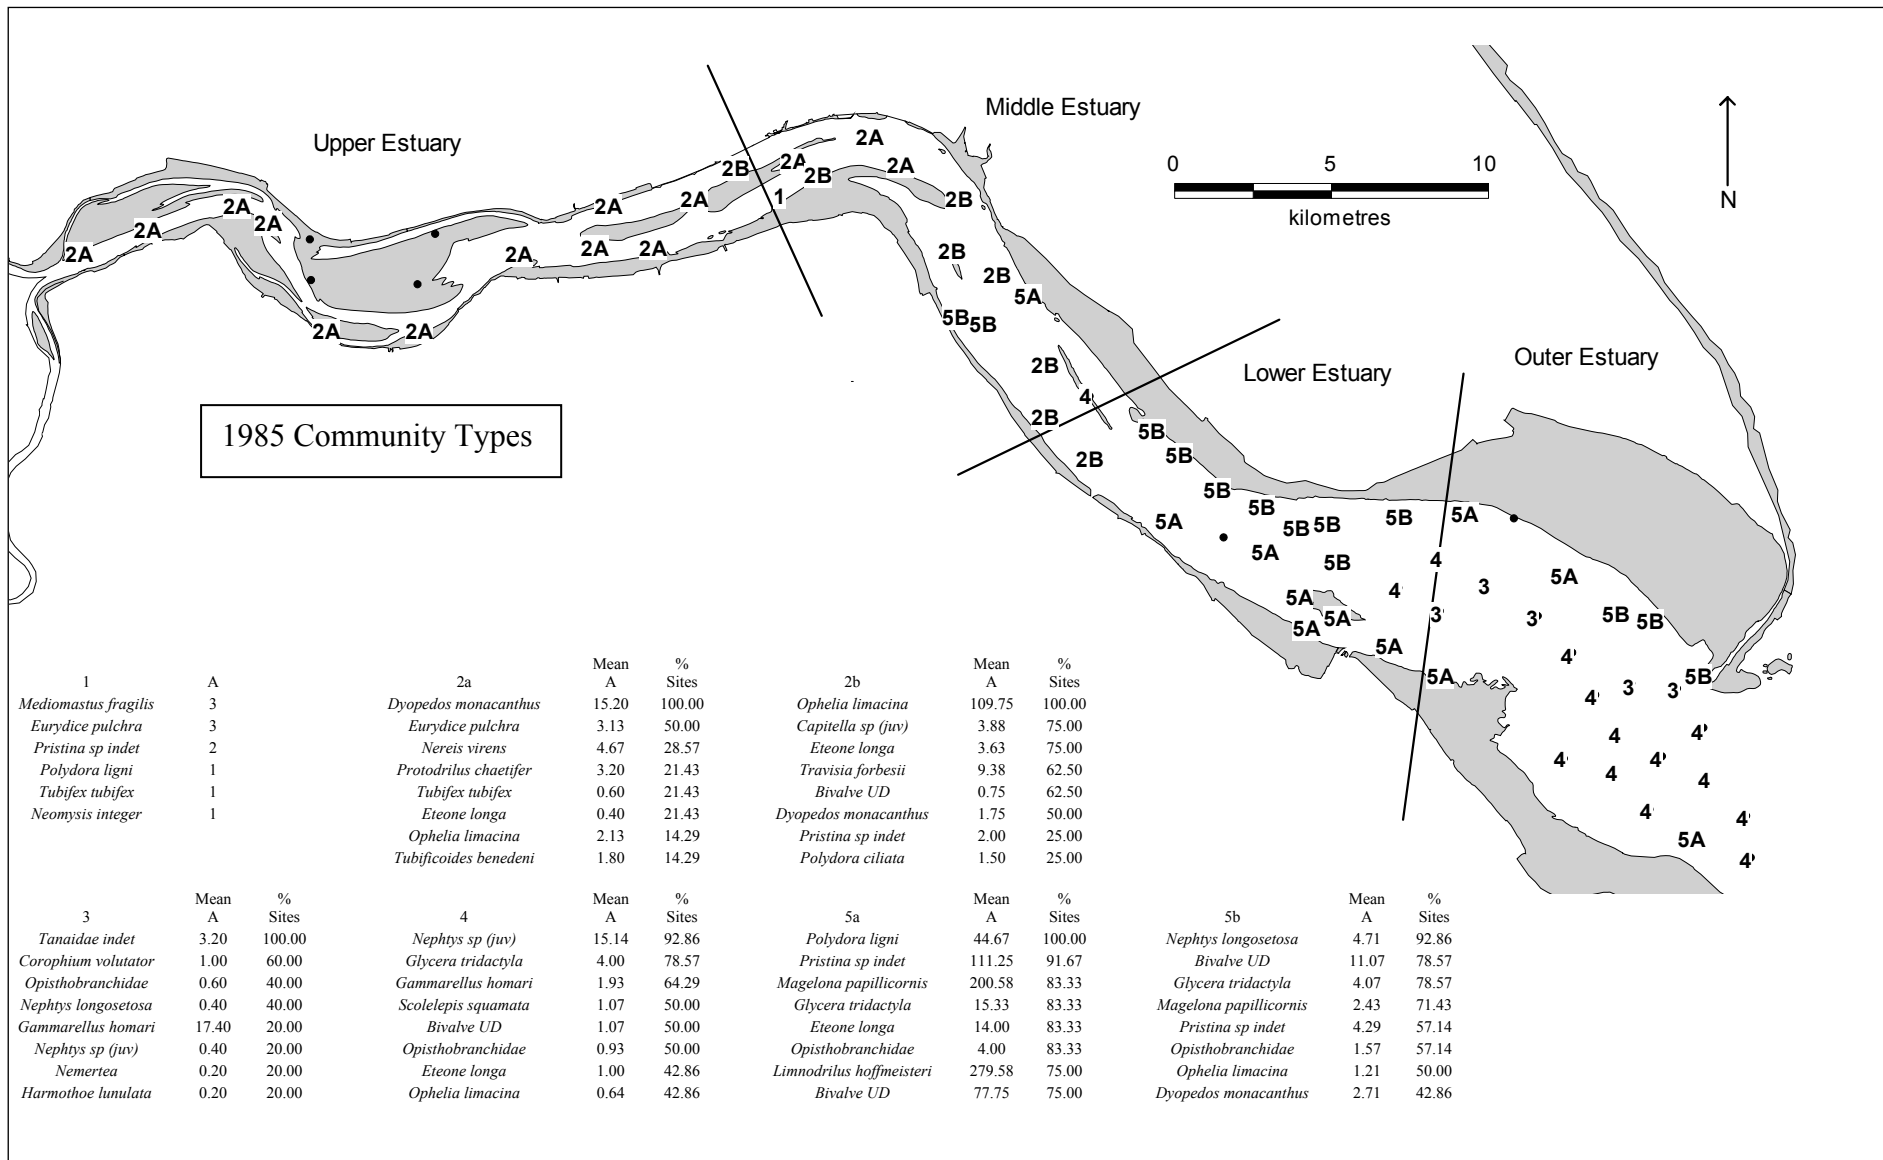 Middle Estuary
Upper Estuary
0 5 10
kilometres
N
2A 2A 2A 2A 2A 2A 2A 2A 2A 2A 2A 2A 2B
2A 2B 1 2A 2A 2B 2B 2B 5A 5B 5B 2B 4 2B
Lower Estuary
Outer Estuary
1985 Community Types
2B 5B 5B 5B 5B 5B 5B 5B 5A 5A 5B 4 5A 5A 5A 5A
4 3 5A 5A 3 3 5A 5B 5B 5B 4 4 3 3 4 4 4 4 4 4 4 4 5A 4
Mean % Mean %
1 A 2a A Sites 2b A Sites
Mediomastus fragilis 3 Dyopedos monacanthus 15.20 100.00 Ophelia limacina 109.75 100.00
Eurydice pulchra 3 Eurydice pulchra 3.13 50.00 Capitella sp (juv) 3.88 75.00
Pristina sp indet 2 Nereis virens 4.67 28.57 Eteone longa 3.63 75.00
Polydora ligni 1 Protodrilus chaetifer 3.20 21.43 Travisia forbesii 9.38 62.50
Tubifex tubifex 1 Tubifex tubifex 0.60 21.43 Bivalve UD 0.75 62.50
Neomysis integer 1 Eteone longa 0.40 21.43 Dyopedos monacanthus 1.75 50.00
Ophelia limacina 2.13 14.29 Pristina sp indet 2.00 25.00
Tubificoides benedeni 1.80 14.29 Polydora ciliata 1.50 25.00
Mean % Mean % Mean % Mean %
3 A Sites 4 A Sites 5a A Sites 5b A Sites
Tanaidae indet 3.20 100.00 Nephtys sp (juv) 15.14 92.86 Polydora ligni 44.67 100.00 Nephtys longosetosa 4.71 92.86
Corophium volutator 1.00 60.00 Glycera tridactyla 4.00 78.57 Pristina sp indet 111.25 91.67 Bivalve UD 11.07 78.57
Opisthobranchidae 0.60 40.00 Gammarellus homari 1.93 64.29 Magelona papillicornis 200.58 83.33 Glycera tridactyla 4.07 78.57
Nephtys longosetosa 0.40 40.00 Scolelepis squamata 1.07 50.00 Glycera tridactyla 15.33 83.33 Magelona papillicornis 2.43 71.43
Gammarellus homari 17.40 20.00 Bivalve UD 1.07 50.00 Eteone longa 14.00 83.33 Pristina sp indet 4.29 57.14
Nephtys sp (juv) 0.40 20.00 Opisthobranchidae 0.93 50.00 Opisthobranchidae 4.00 83.33 Opisthobranchidae 1.57 57.14
Nemertea 0.20 20.00 Eteone longa 1.00 42.86 Limnodrilus hoffmeisteri 279.58 75.00 Ophelia limacina 1.21 50.00
Harmothoe lunulata 0.20 20.00 Ophelia limacina 0.64 42.86 Bivalve UD 77.75 75.00 Dyopedos monacanthus 2.71 42.86